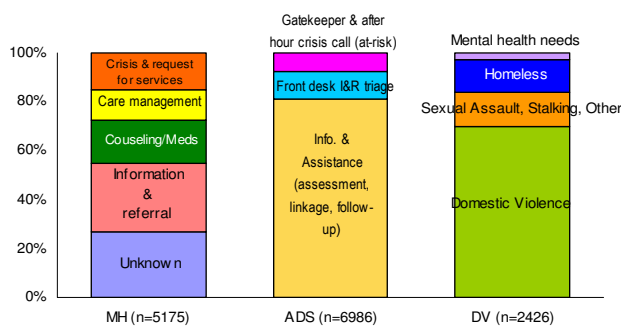 Gatekeeper & after
hour crisis call (at-risk)
Mental health needs
100%
80%
60%
40%
20%
0%
Crisis & request
for services
Care management
Couseling/Meds
Information
&
referral
Unknown
Front desk I&R triage
Info. &
Assistance
(assessment,
linkage, follow-
up)
Homeless
Sexual Assault, Stalking, Other
Domestic Violence
MH (n=5175)
ADS (n=6986)
DV (n=2426)